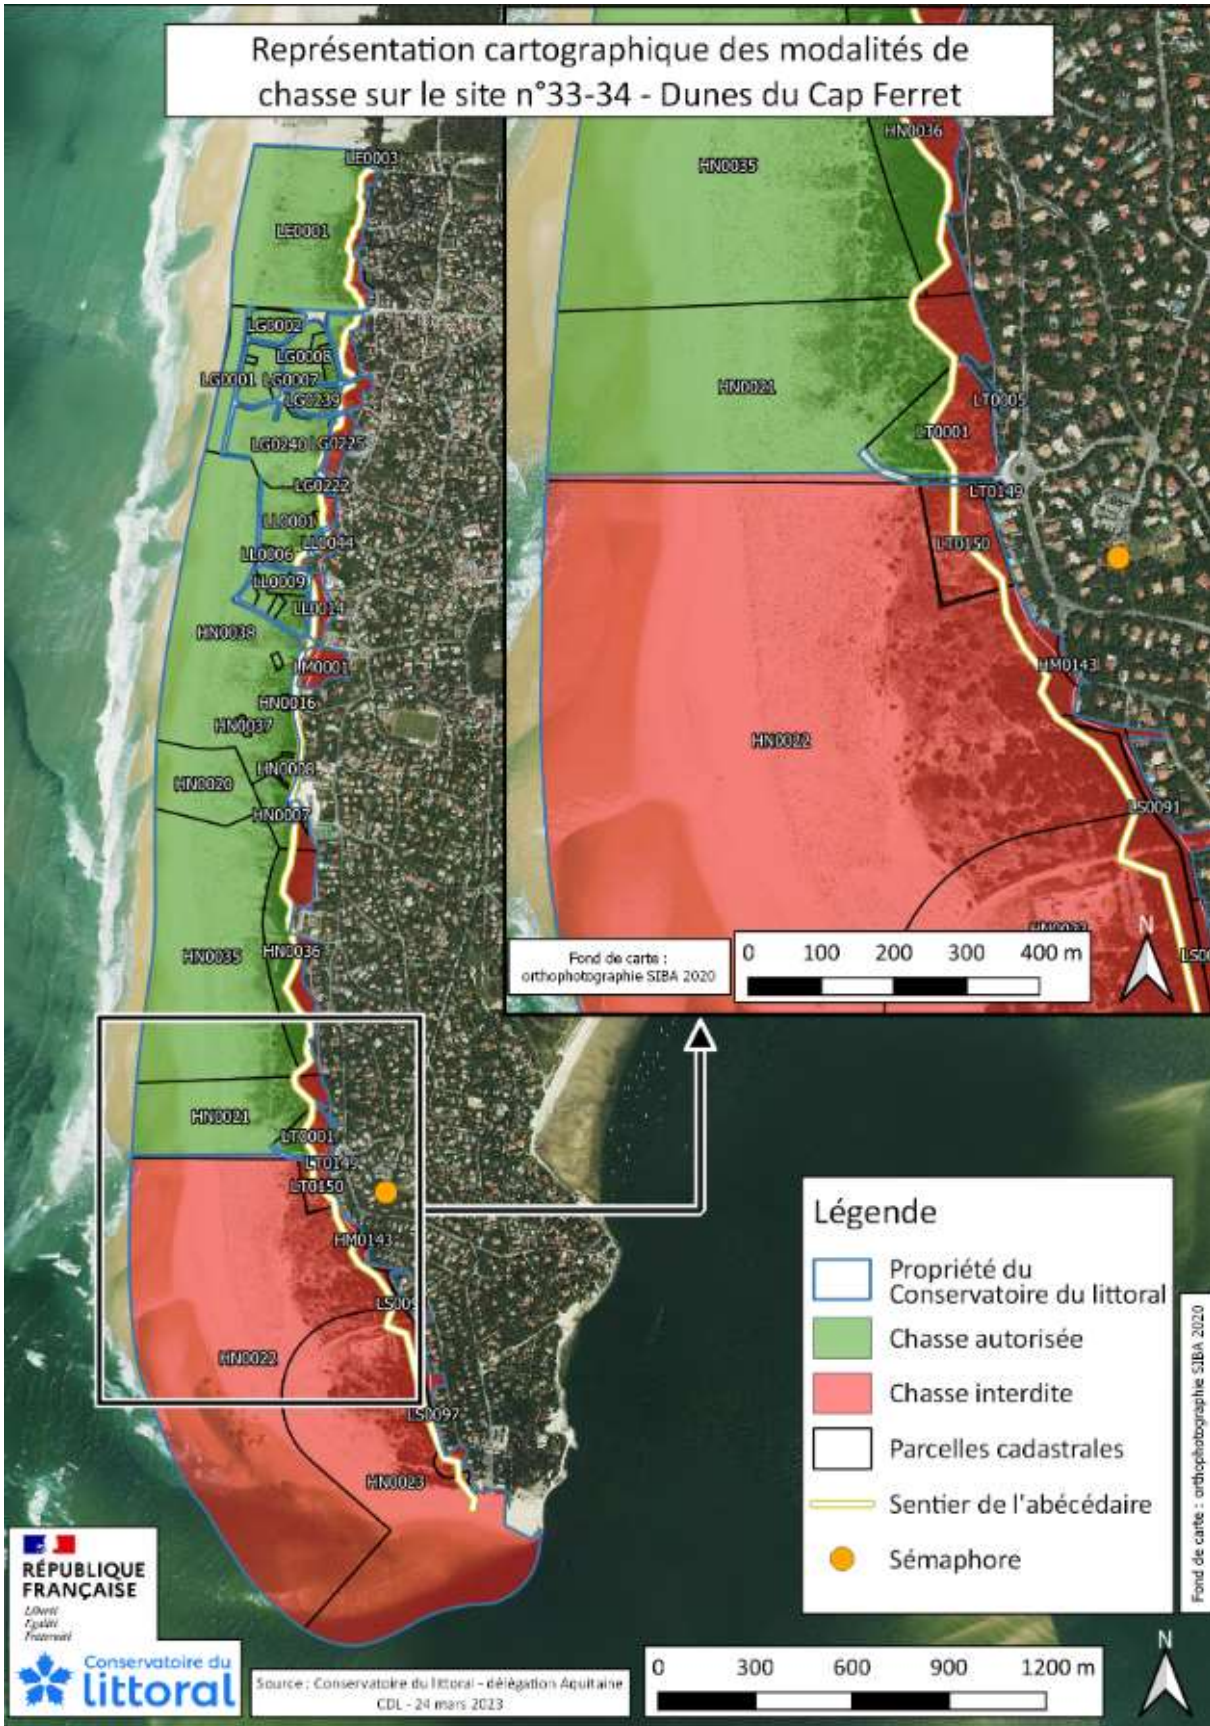 Représentation cartographique des modalités de
chasse sur le site n°33-34 - Dunes du Cap Ferret
LE0003
LE0001
LG0002
LG0008
LG0001
LG0007
LG0239
LG0240
LG0225
LG0222
LL0001
LL0044
LL0006
LL0009
LL0014
HN0038
LM0001
HN0016
HN0037
HN0008
HN0020
HN0007
HN0036
HN0035
HN0021
LT0001
LT0149
LT0150
HM0143
HN0022
LS0097
HN0023
HN0036
HN0035
HN0021
LT0005
LT0001
LT0149
LT0150
HM0143
HN0022
LS0091
N
Fond de carte :
orthophotographie SIBA 2020
0 100 200 300 400 m
Légende
Propriété du
Conservatoire du littoral
Chasse autorisée
Chasse interdite
Parcelles cadastrales
Sentier de l'abécédaire
Sémaphore
Fond de carte : orthophotographie SIBA 2020
RÉPUBLIQUE
FRANÇAISE
Liberté
Égalité
Fraternité
Conservatoire du
littoral
Source : Conservatoire du littoral - délégation Aquitaine
CDL - 24 mars 2023
0 300 600 900 1200 m
N